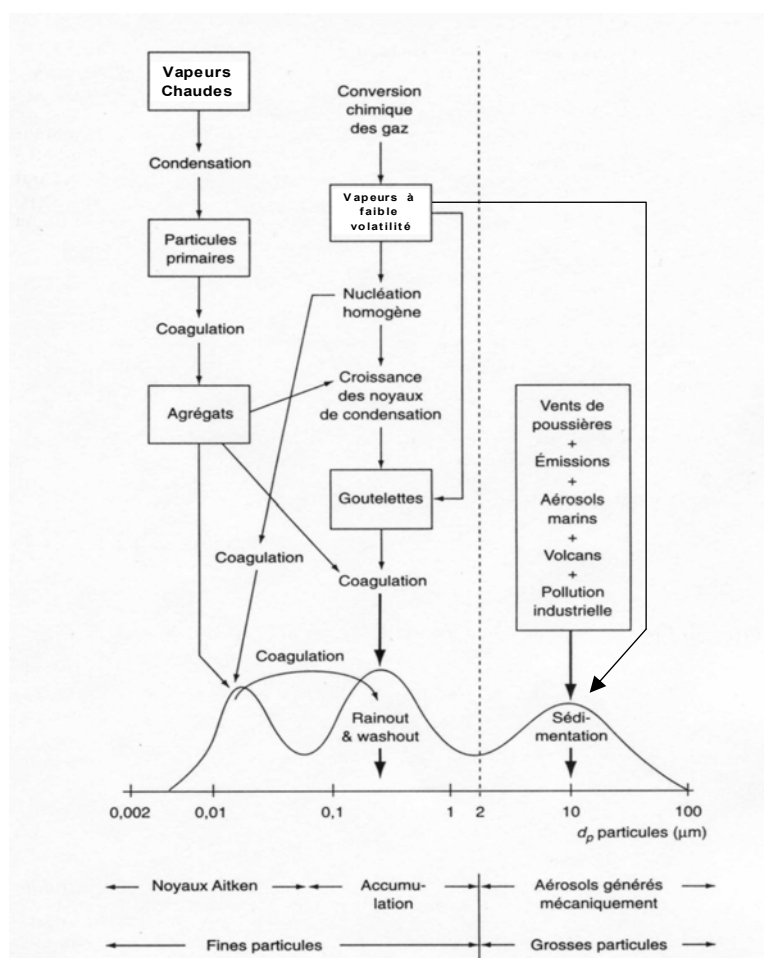 Vapeurs
Chaudes
Condensation
Particules
primaires
Coagulation
Agrégats
Conversion
chimique
des gaz
Vapeurs à
faible
volatilité
Nucléation
homogène
Croissance
des noyaux
de condensation
Goutelettes
Coagulation
Coagulation
Coagulation
Vents de
poussières
+
Émissions
+
Aérosols
marins
+
Volcans
+
Pollution
industrielle
Rainout
& washout
Sédi-
mentation
0,002 0,01 0,1 1 2 10 100
dp particules (μm)
Noyaux Aitken Accumu-
lation Aérosols générés
mécaniquement
Fines particules Grosses particules